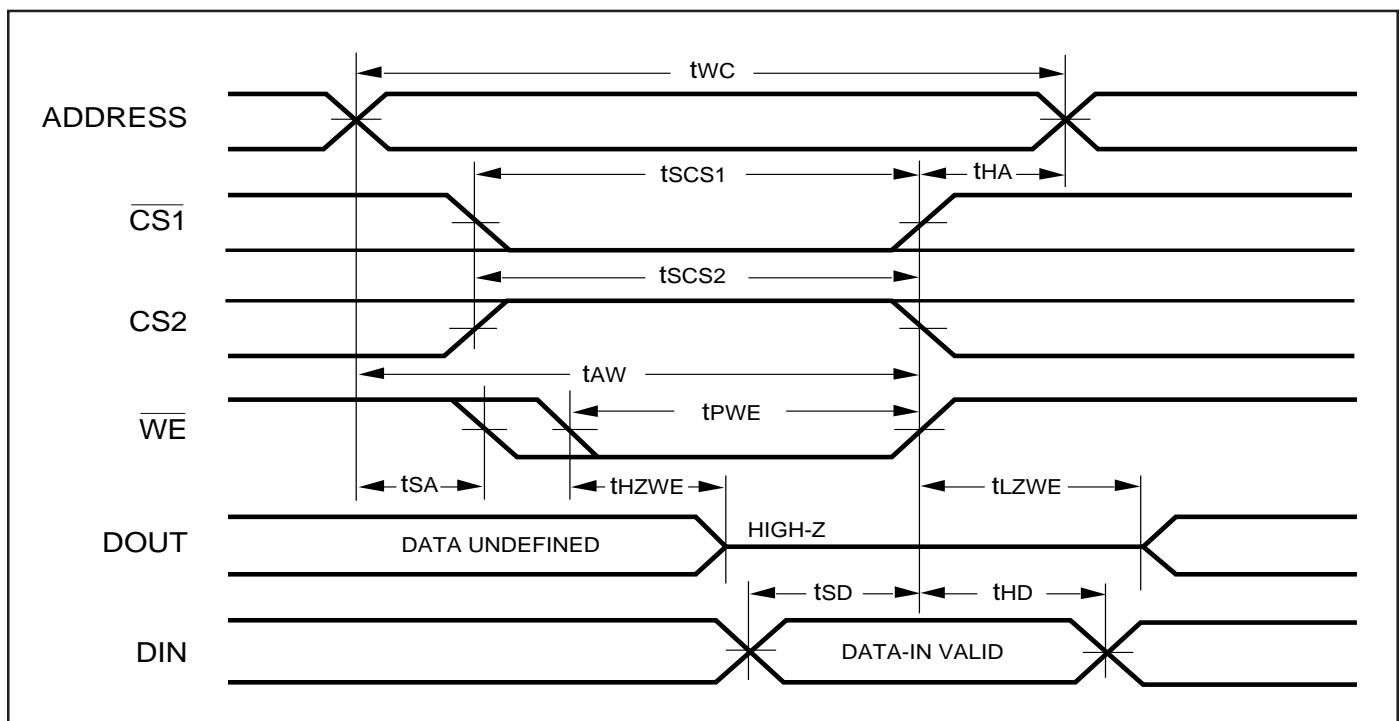 tWC
ADDRESS
tSCS1
tHA
CS1
tSCS2
CS2
tAW
tPWE
WE
tSA
tHZWE
tLZWE
DOUT
DATA UNDEFINED
HIGH-Z
tSD
tHD
DIN
DATA-IN VALID